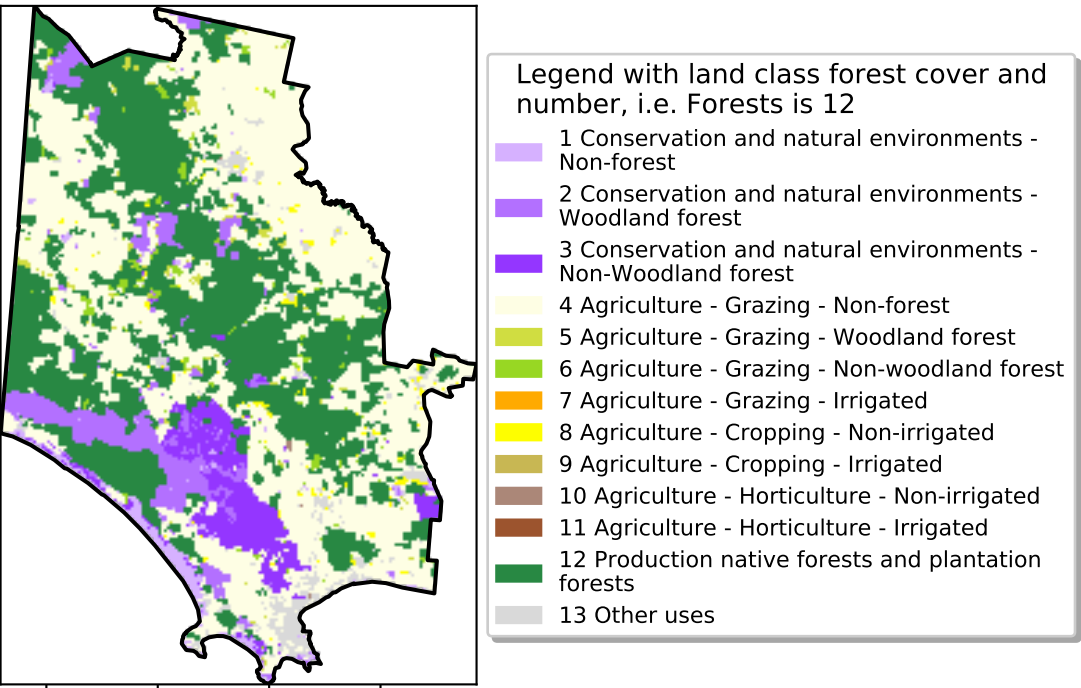 Legend with land class forest cover and
number, i.e. Forests is 12
1 Conservation and natural environments -
Non-forest
2 Conservation and natural environments -
Woodland forest
3 Conservation and natural environments -
Non-Woodland forest
4 Agriculture - Grazing - Non-forest
5 Agriculture - Grazing - Woodland forest
6 Agriculture - Grazing - Non-woodland forest
7 Agriculture - Grazing - Irrigated
8 Agriculture - Cropping - Non-irrigated
9 Agriculture - Cropping - Irrigated
10 Agriculture - Horticulture - Non-irrigated
11 Agriculture - Horticulture - Irrigated
12 Production native forests and plantation
forests
13 Other uses